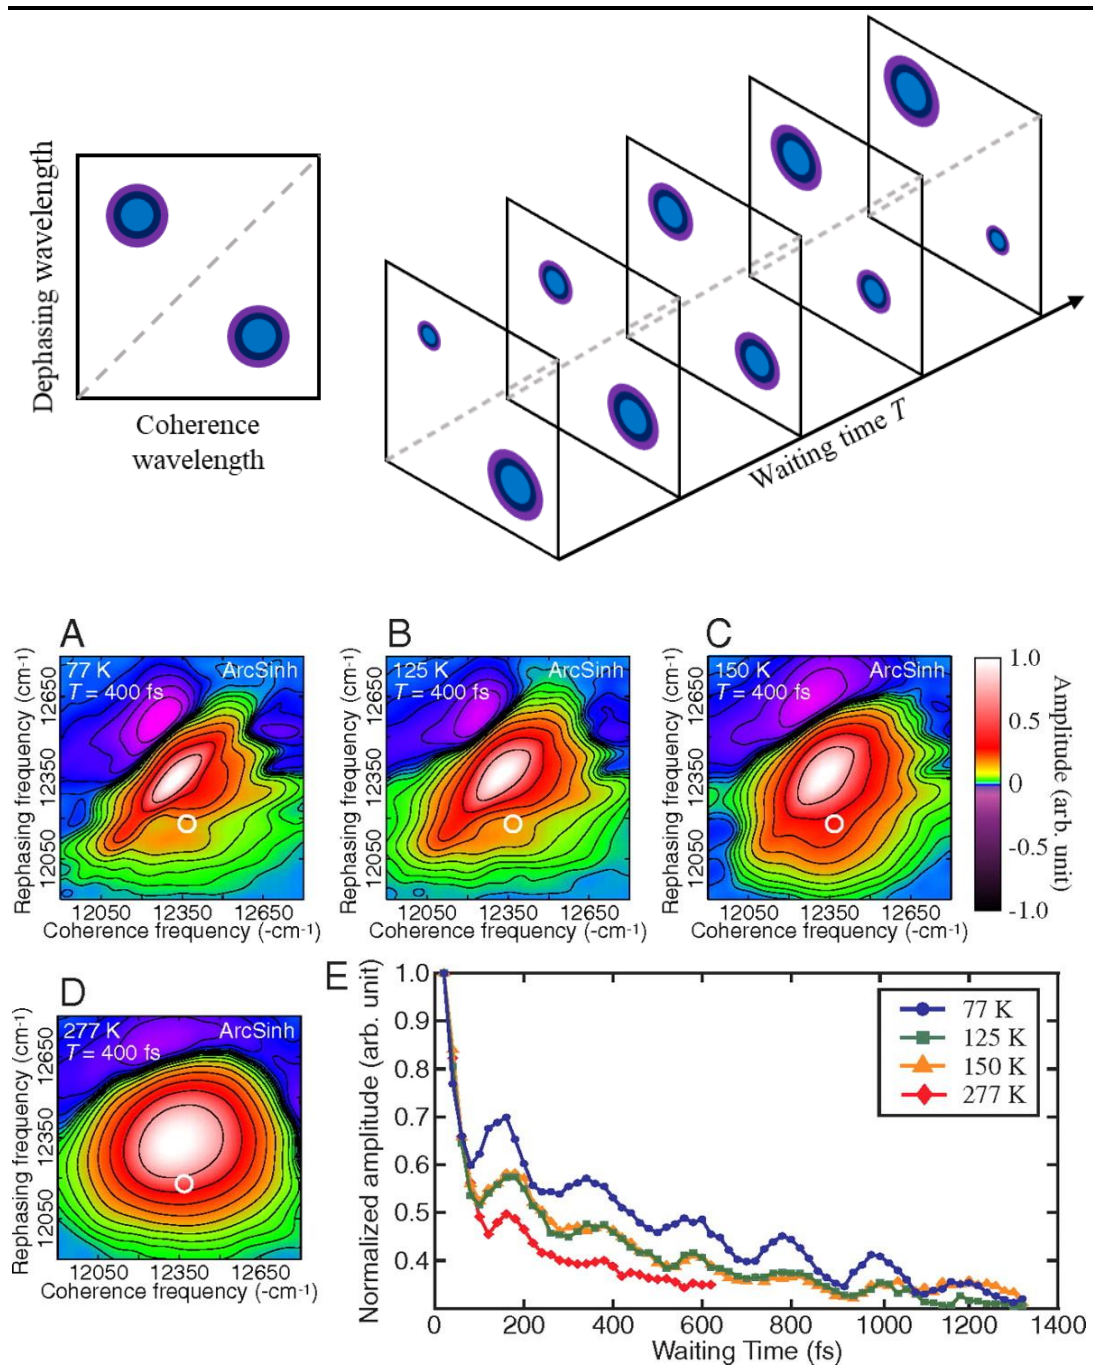 Dephasing wavelength
Coherence
wavelength
Waiting time T
A
77 K
ArcSinh
T = 400 fs
Rephasing frequency (cm-1)
12650
12350
12050
12050 12350 12650
Coherence frequency (-cm-1)
B
125 K
ArcSinh
T = 400 fs
Rephasing frequency (cm-1)
12650
12350
12050
12050 12350 12650
Coherence frequency (-cm-1)
C
150 K
ArcSinh
T = 400 fs
Rephasing frequency (cm-1)
12650
12350
12050
12050 12350 12650
Coherence frequency (-cm-1)
1.0
0.5
0
-0.5
-1.0
Amplitude (arb. unit)
D
277 K
ArcSinh
T = 400 fs
Rephasing frequency (cm-1)
12650
12350
12050
12050 12350 12650
Coherence frequency (-cm-1)
E
Normalized amplitude (arb. unit)
1.0
0.9
0.8
0.7
0.6
0.5
0.4
77 K
125 K
150 K
277 K
0 200 400 600 800 1000 1200 1400
Waiting Time (fs)